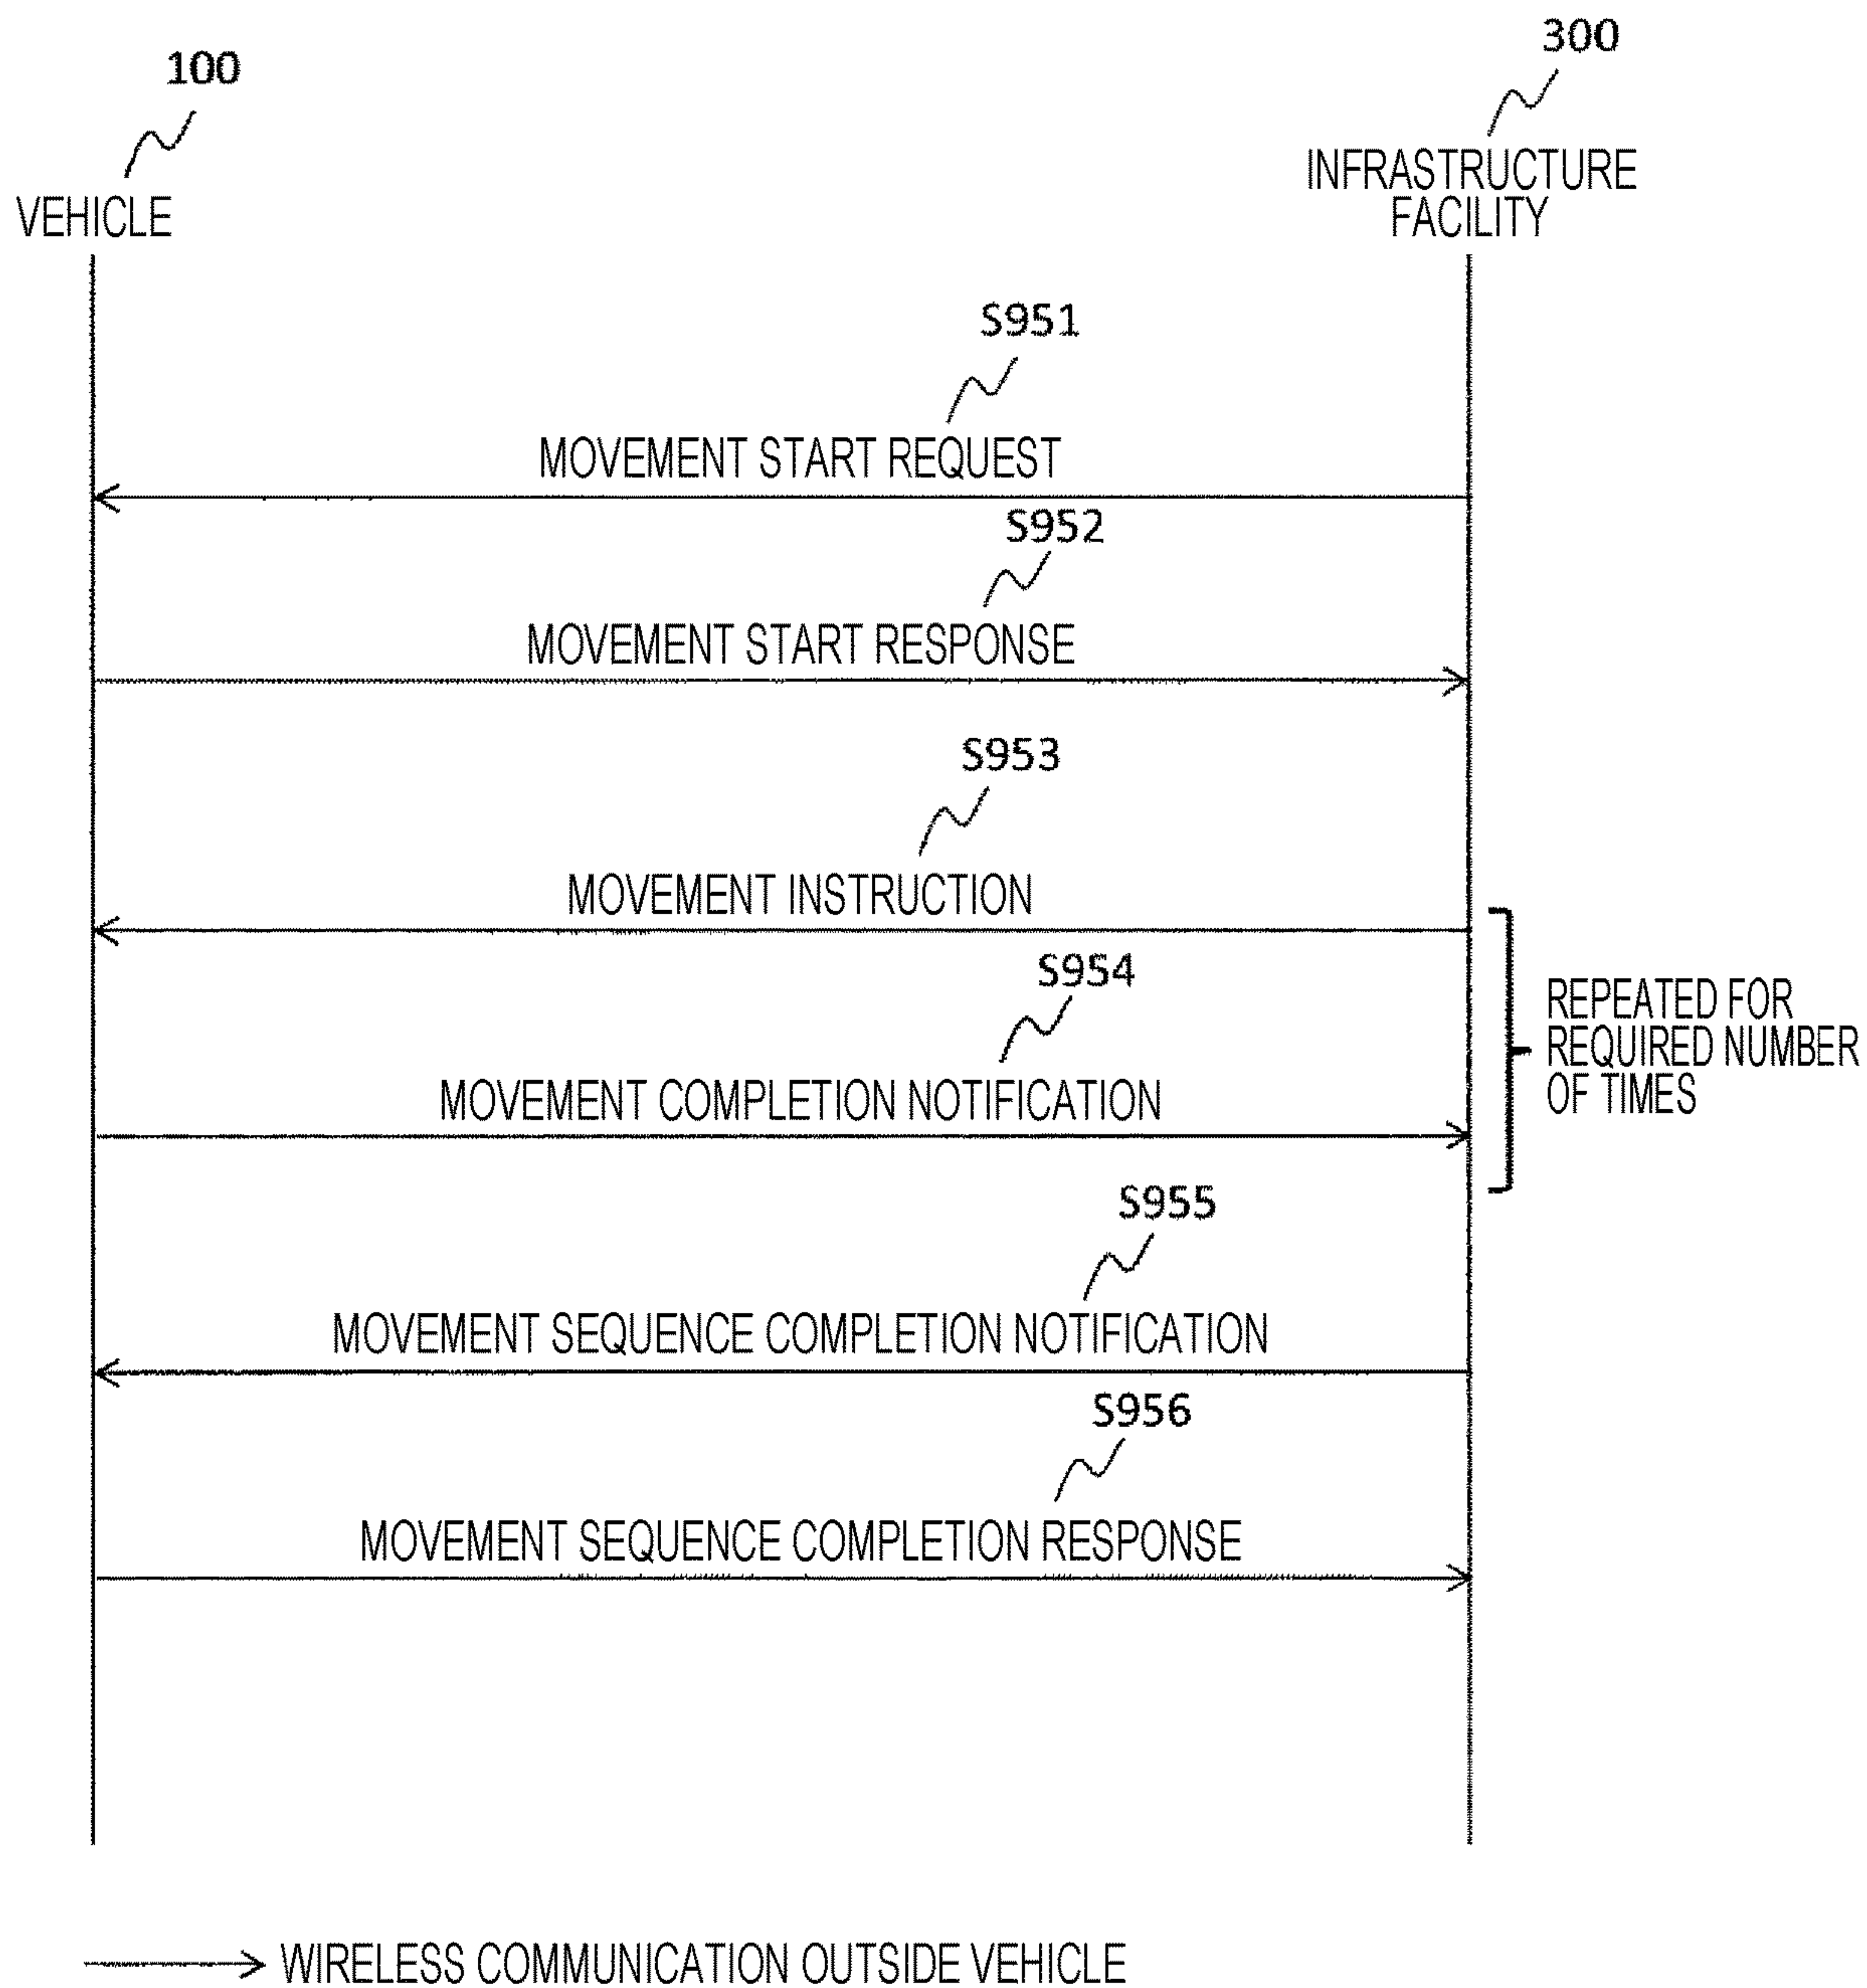 100
300
VEHICLE
INFRASTRUCTURE
FACILITY
S951
MOVEMENT START REQUEST
S952
MOVEMENT START RESPONSE
S953
MOVEMENT INSTRUCTION
S954
MOVEMENT COMPLETION NOTIFICATION
REPEATED FOR
REQUIRED NUMBER
OF TIMES
S955
MOVEMENT SEQUENCE COMPLETION NOTIFICATION
S956
MOVEMENT SEQUENCE COMPLETION RESPONSE
WIRELESS COMMUNICATION OUTSIDE VEHICLE